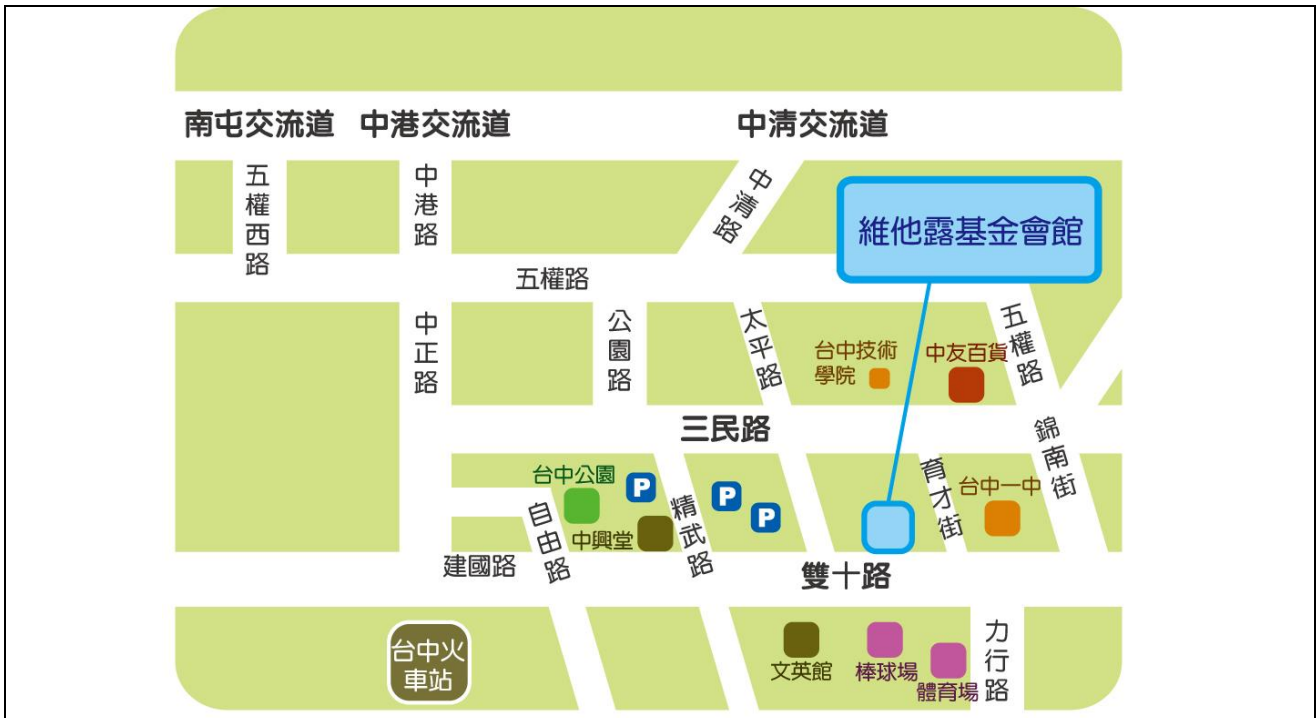 南屯交流道
中港交流道
中清交流道
五權西路
中港路
中清路
維他露基金會館
五權路
中正路
公園路
太平路
台中技術
學院
中友百貨
五權路
三民路
錦南街
台中公園
P
P
P
育才街
台中一中
自由路
中興堂
精武路
建國路
雙十路
台中火
車站
文英館
棒球場
體育場
力行路